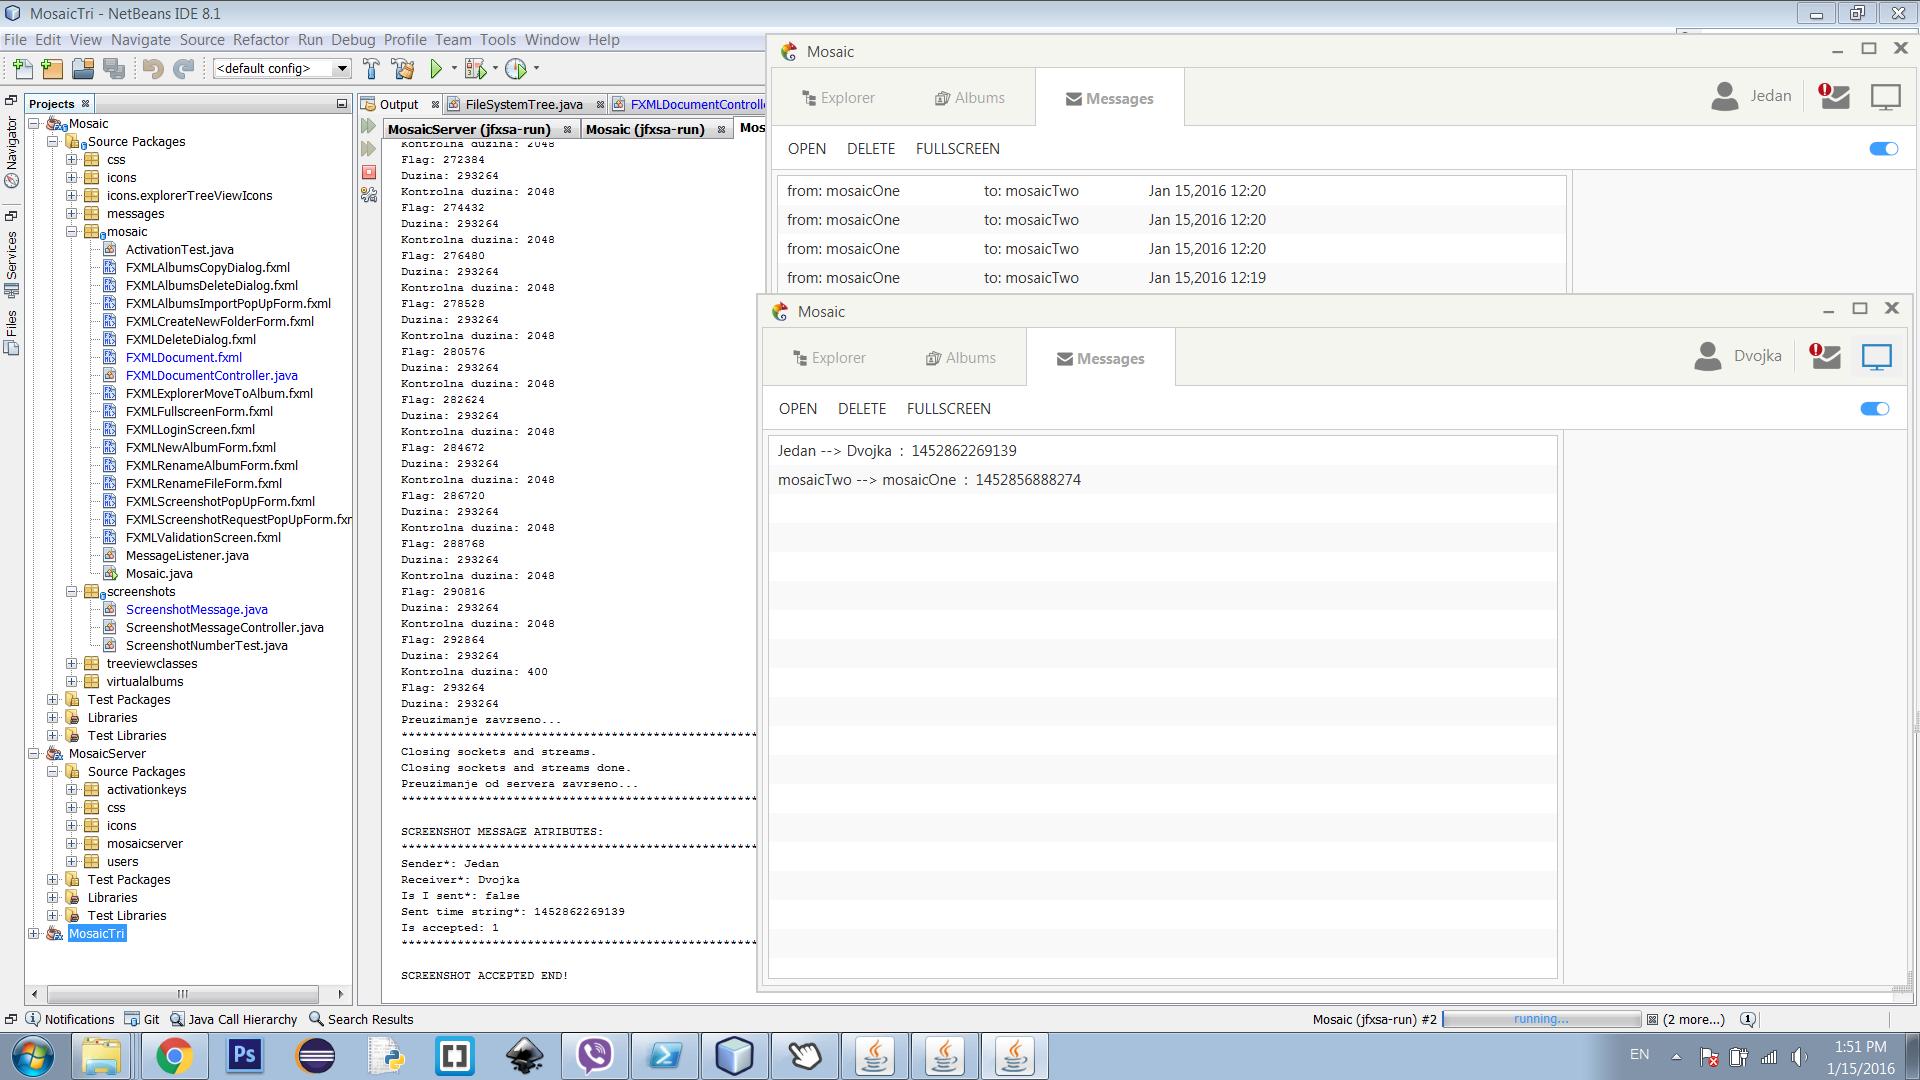 MosaicTri - NetBeans IDE 8.1
File Edit View Navigate Source Refactor Run Debug Profile Team Tools Window Help
<default config>
Navigator
Services
Files
Projects
Mosaic
Source Packages
css
icons
icons.explorerTreeViewIcons
messages
mosaic
ActivationTest.java
FXMLAlbumsCopyDialog.fxml
FXMLAlbumsDeleteDialog.fxml
FXMLAlbumsImportPopUpForm.fxml
FXMLCreateNewFolderForm.fxml
FXMLDeleteDialog.fxml
FXMLDocument.fxml
FXMLDocumentController.java
FXMLExplorerMoveToAlbum.fxml
FXMLFullscreenForm.fxml
FXMLLoginScreen.fxml
FXMLNewAlbumForm.fxml
FXMLRenameAlbumForm.fxml
FXMLRenameFileForm.fxml
FXMLScreenshotPopUpForm.fxml
FXMLScreenshotRequestPopUpForm.fxr
FXMLValidationScreen.fxml
MessageListener.java
Mosaic.java
screenshots
ScreenshotMessage.java
ScreenshotMessageController.java
ScreenshotNumberTest.java
treeviewclasses
virtualalbums
Test Packages
Libraries
Test Libraries
MosaicServer
Source Packages
activationkeys
css
icons
mosaicserver
users
Test Packages
Libraries
Test Libraries
MosaicTri
Output FileSystemTree.java FXMLDocumentControlle
MosaicServer (jfxsa-run) Mosaic (jfxsa-run) Mos
Kontrolna duzina: 2048
Flag: 272384
Duzina: 293264
Kontrolna duzina: 2048
Flag: 274432
Duzina: 293264
Kontrolna duzina: 2048
Flag: 276480
Duzina: 293264
Kontrolna duzina: 2048
Flag: 278528
Duzina: 293264
Kontrolna duzina: 2048
Flag: 280576
Duzina: 293264
Kontrolna duzina: 2048
Flag: 282624
Duzina: 293264
Kontrolna duzina: 2048
Flag: 284672
Duzina: 293264
Kontrolna duzina: 2048
Flag: 286720
Duzina: 293264
Kontrolna duzina: 2048
Flag: 288768
Duzina: 293264
Kontrolna duzina: 2048
Flag: 290816
Duzina: 293264
Kontrolna duzina: 2048
Flag: 292864
Duzina: 293264
Kontrolna duzina: 400
Flag: 293264
Duzina: 293264
Preuzimanje zavrseno...
***************************************************
Closing sockets and streams.
Closing sockets and streams done.
Preuzimanje od servera zavrseno...
***************************************************
SCREENSHOT MESSAGE ATRIBUTES:
***************************************************
Sender*: Jedan
Receiver*: Dvojka
Is I sent*: false
Sent time string*: 1452862269139
Is accepted: 1
***************************************************
SCREENSHOT ACCEPTED END!
Mosaic
Explorer Albums Messages Jedan
OPEN DELETE FULLSCREEN
from: mosaicOne to: mosaicTwo Jan 15,2016 12:20
from: mosaicOne to: mosaicTwo Jan 15,2016 12:20
from: mosaicOne to: mosaicTwo Jan 15,2016 12:20
from: mosaicOne to: mosaicTwo Jan 15,2016 12:19
Mosaic
Explorer Albums Messages Dvojka
OPEN DELETE FULLSCREEN
Jedan --> Dvojka : 1452862269139
mosaicTwo --> mosaicOne : 1452856888274
Notifications Git Java Call Hierarchy Search Results
Mosaic (jfxsa-run) #2 running... (2 more...)
Ps
EN
1:51 PM
1/15/2016